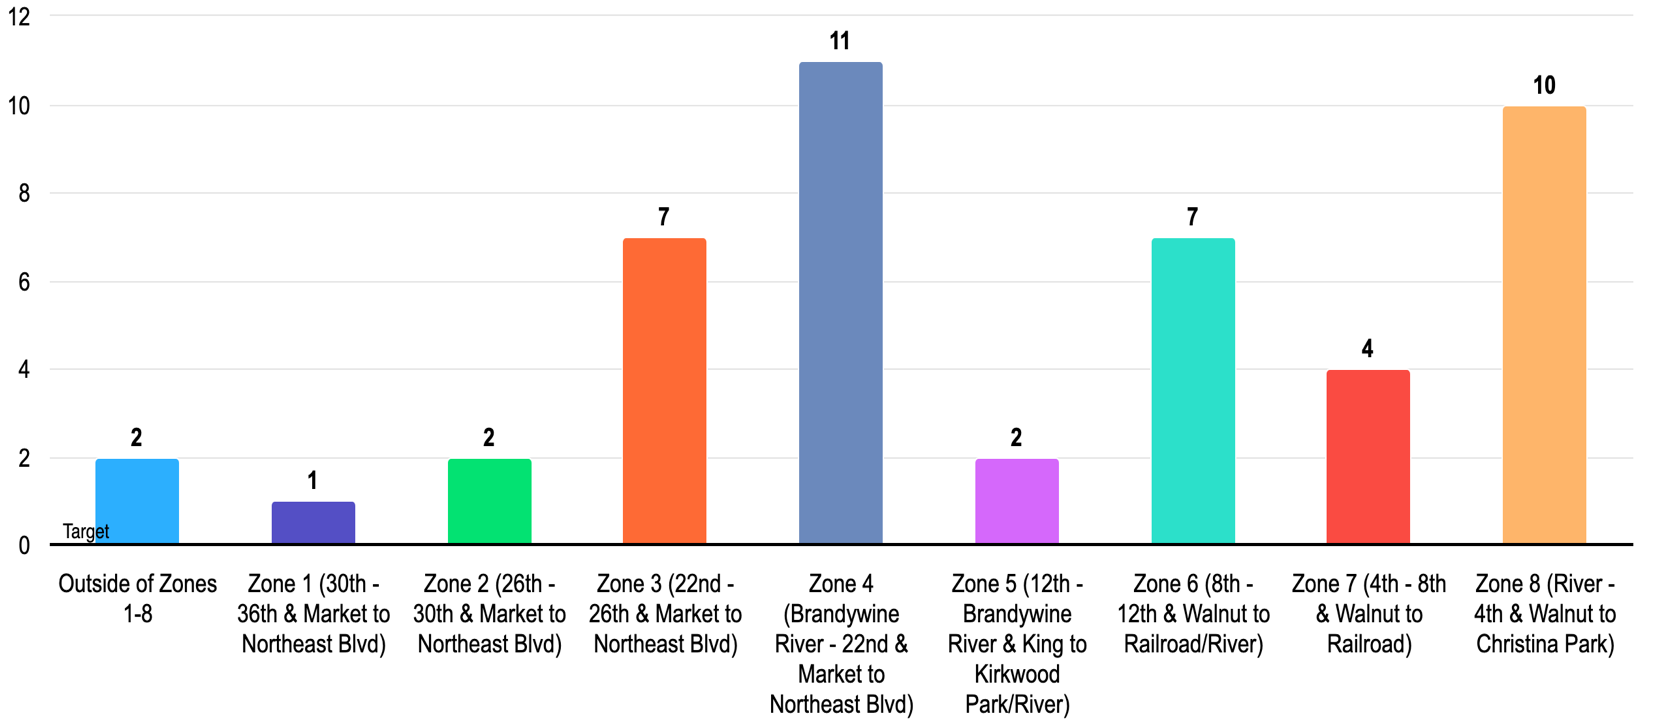 12
10
8
6
4
2
0
Target
2
1
2
7
11
2
7
4
10
Outside of Zones
1-8
Zone 1 (30th -
36th & Market to
Northeast Blvd)
Zone 2 (26th -
30th & Market to
Northeast Blvd)
Zone 3 (22nd -
26th & Market to
Northeast Blvd)
Zone 4
(Brandywine
River - 22nd &
Market to
Northeast Blvd)
Zone 5 (12th -
Brandywine
River & King to
Kirkwood
Park/River)
Zone 6 (8th -
12th & Walnut to
Railroad/River)
Zone 7 (4th - 8th
& Walnut to
Railroad)
Zone 8 (River -
4th & Walnut to
Christina Park)